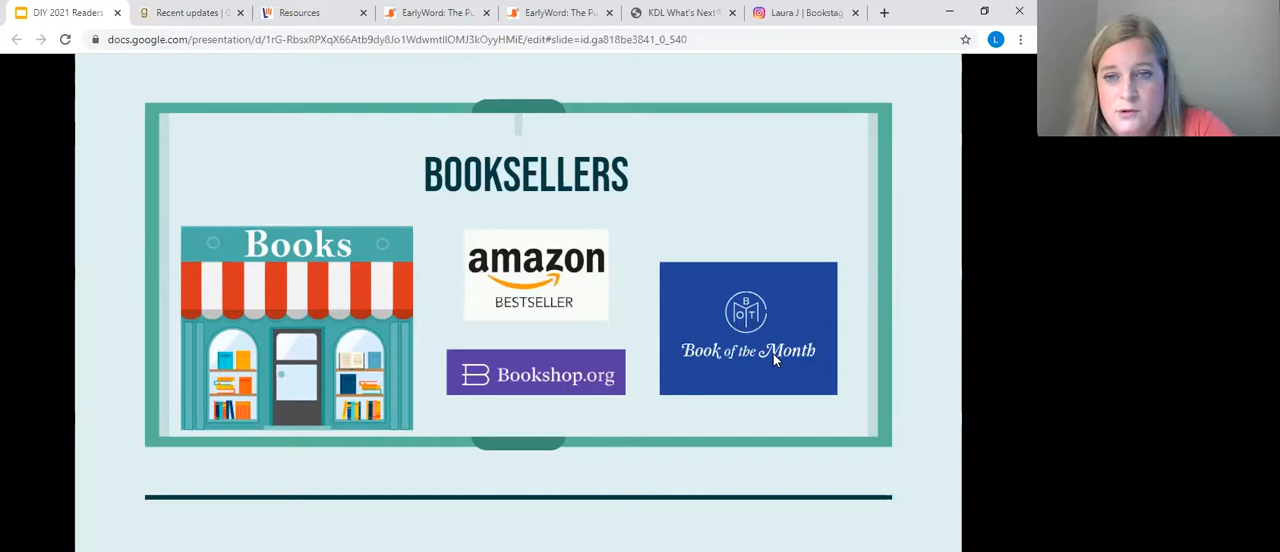 DIY 2021 Readers
Recent updates | G
Resources
EarlyWord: The Pu
EarlyWord: The Pu
KDL What's Next®
Laura J | Bookstag
docs.google.com/presentation/d/1rG-RbsxRPXqX66Atb9dy8Jo1WdwmtIlOMJ3kOyyHMiE/edit#slide=id.ga818be3841_0_540
L
BOOKSELLERS
Books
amazon
BESTSELLER
B Bookshop.org
B
O M T
Book of the Month